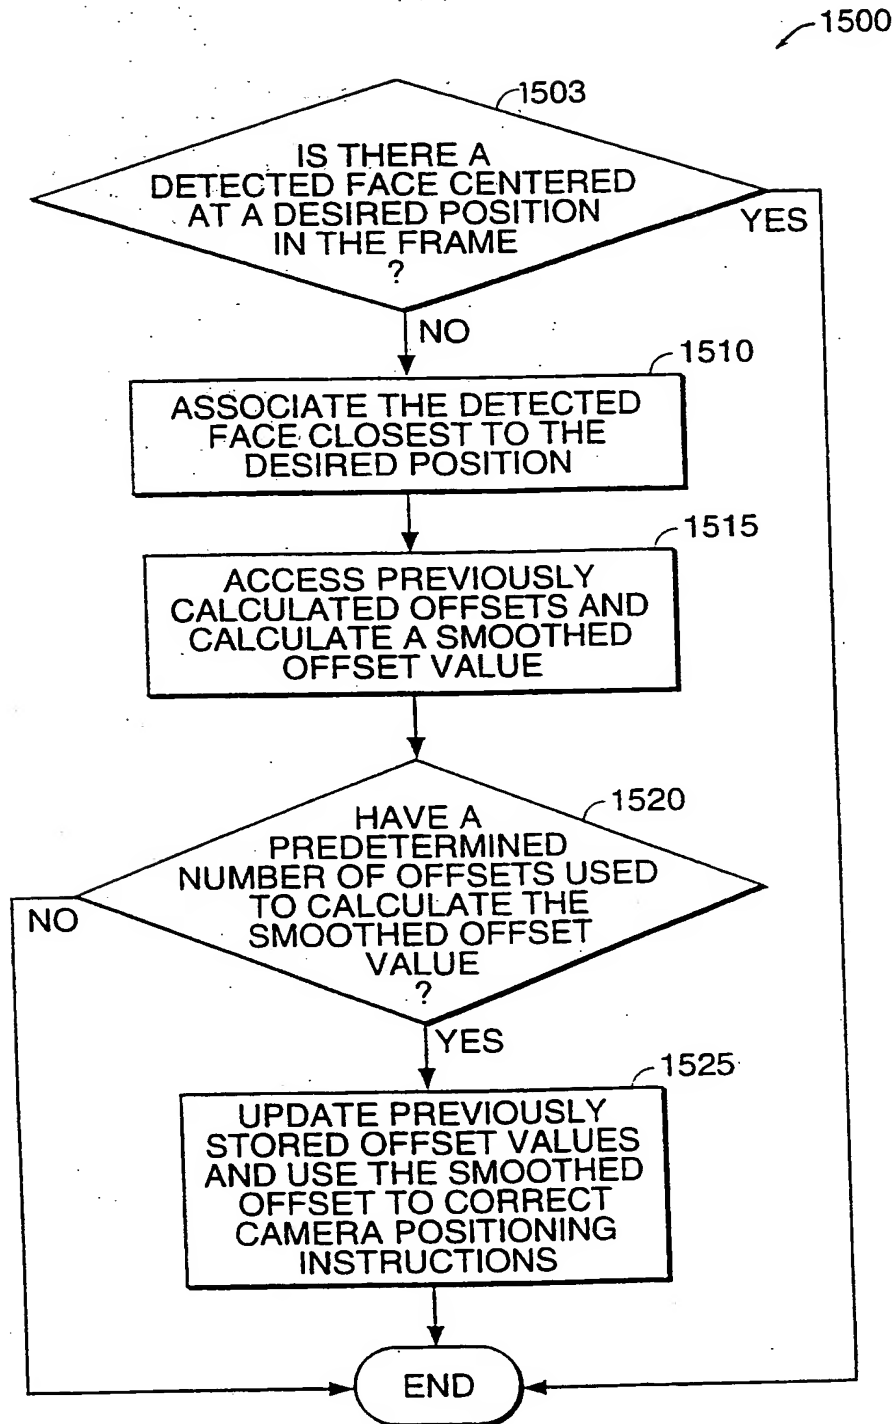 1500
1503
IS THERE A
DETECTED FACE CENTERED
AT A DESIRED POSITION
IN THE FRAME
?
YES
NO
1510
ASSOCIATE THE DETECTED
FACE CLOSEST TO THE
DESIRED POSITION
1515
ACCESS PREVIOUSLY
CALCULATED OFFSETS AND
CALCULATE A SMOOTHED
OFFSET VALUE
1520
HAVE A
PREDETERMINED
NUMBER OF OFFSETS USED
TO CALCULATE THE
SMOOTHED OFFSET
VALUE
?
NO
YES
1525
UPDATE PREVIOUSLY
STORED OFFSET VALUES
AND USE THE SMOOTHED
OFFSET TO CORRECT
CAMERA POSITIONING
INSTRUCTIONS
END